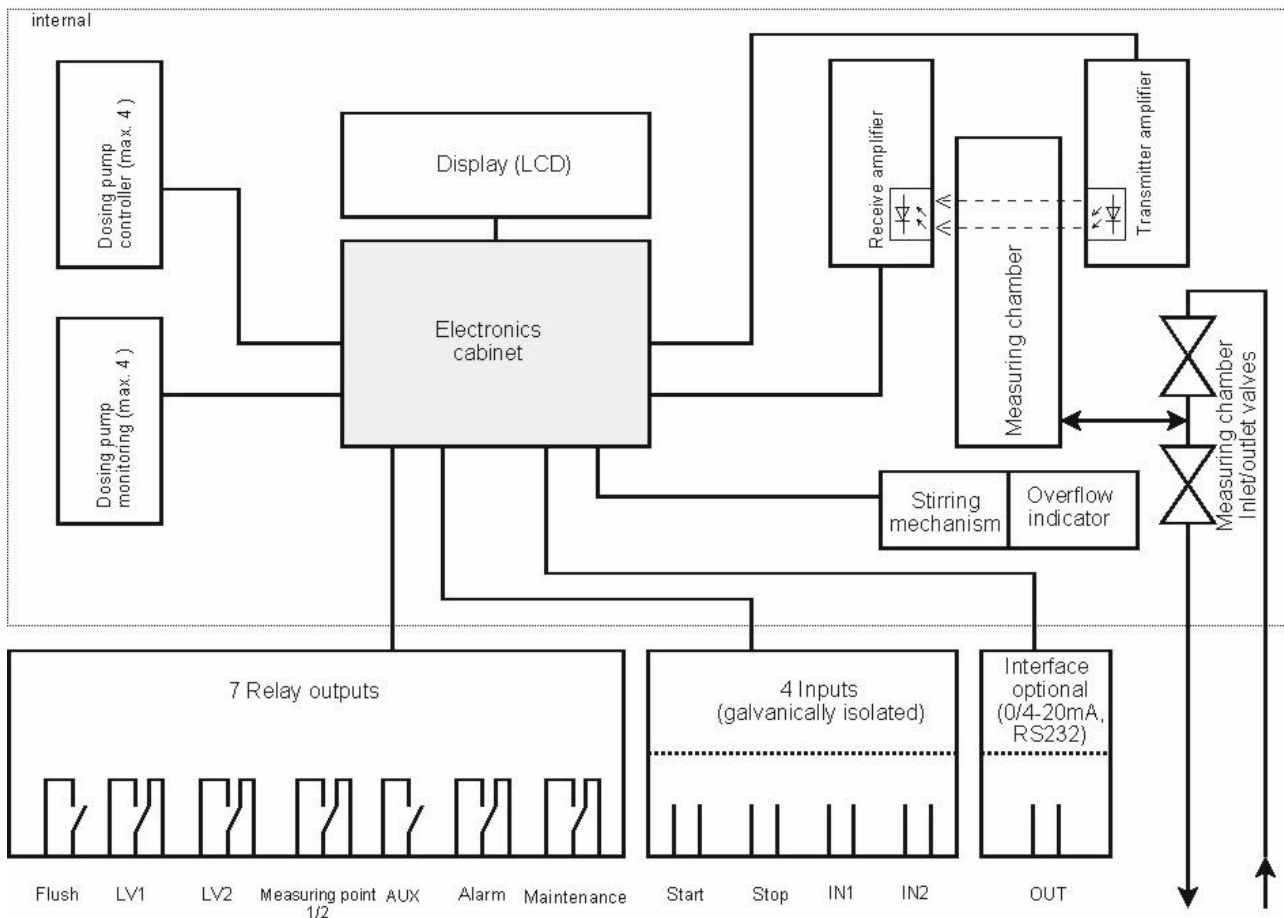 internal
Dosing pump
controller (max. 4 )
Display (LCD)
Receive amplifier
Transmitter amplifier
Measuring chamber
Electronics
cabinet
Dosing pump
monitoring (max. 4 )
Measuring chamber
Inlet/outlet valves
Stirring
mechanism
Overflow
indicator
7 Relay outputs
4 Inputs
(galvanically isolated)
Interface
optional
(0/4-20mA,
RS232)
Flush
LV1
LV2
Measuring point
1/2
AUX
Alarm
Maintenance
Start
Stop
IN1
IN2
OUT